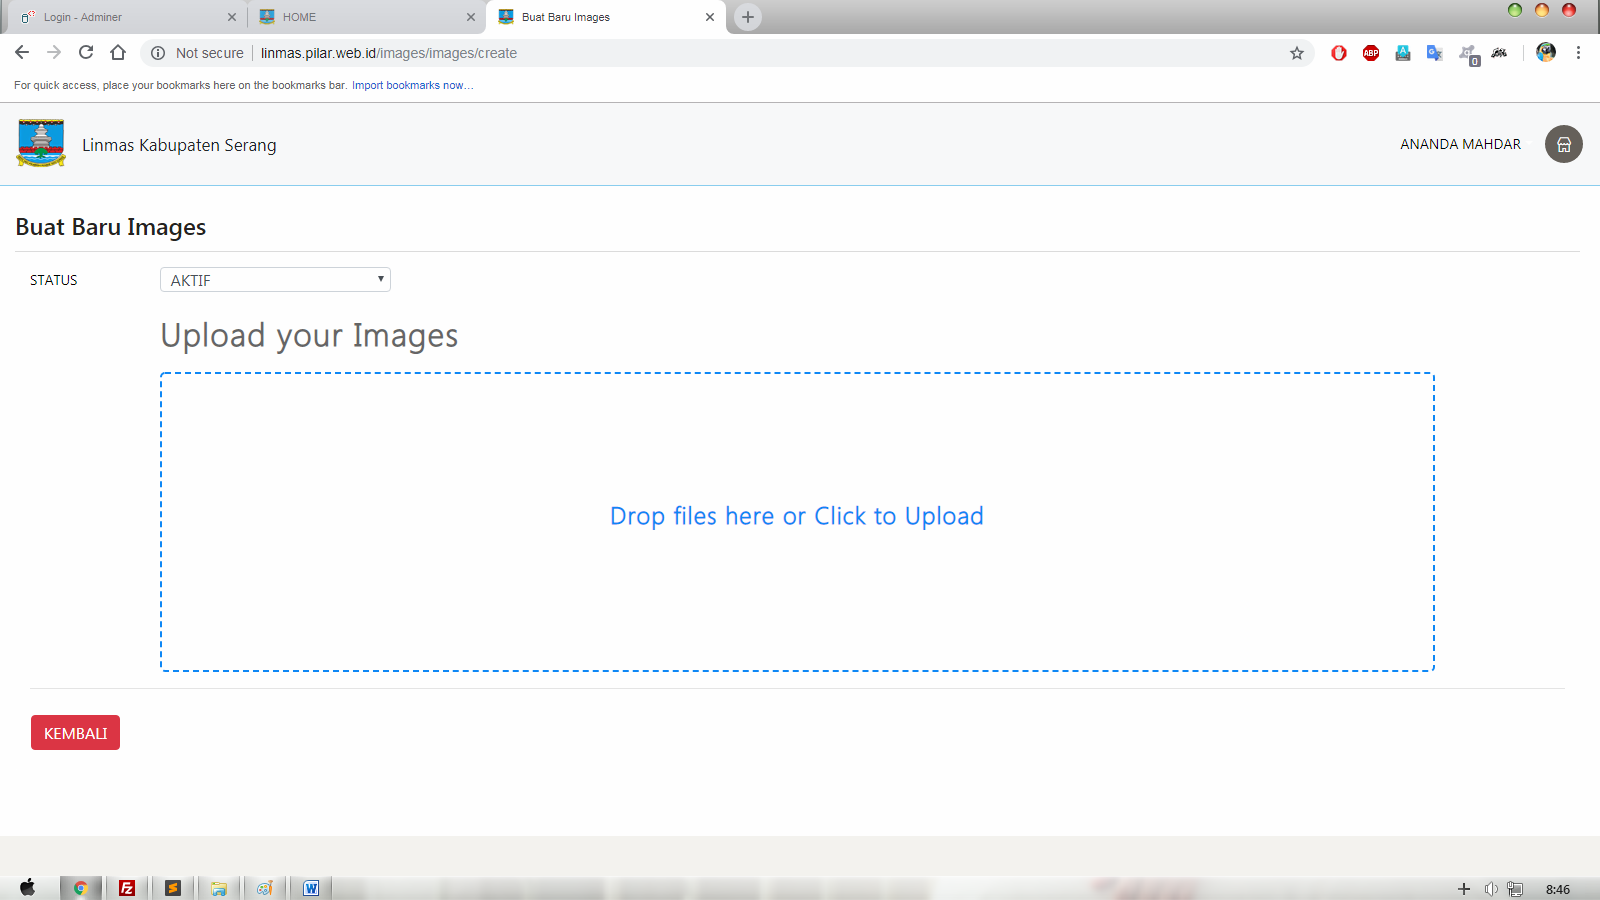 Login - Adminer
HOME
Buat Baru Images
Not secure
linmas.pilar.web.id/images/images/create
ABP
0
For quick access, place your bookmarks here on the bookmarks bar. Import bookmarks now...
Linmas Kabupaten Serang
ANANDA MAHDAR
Buat Baru Images
STATUS
AKTIF
Upload your Images
Drop files here or Click to Upload
KEMBALI
8:46